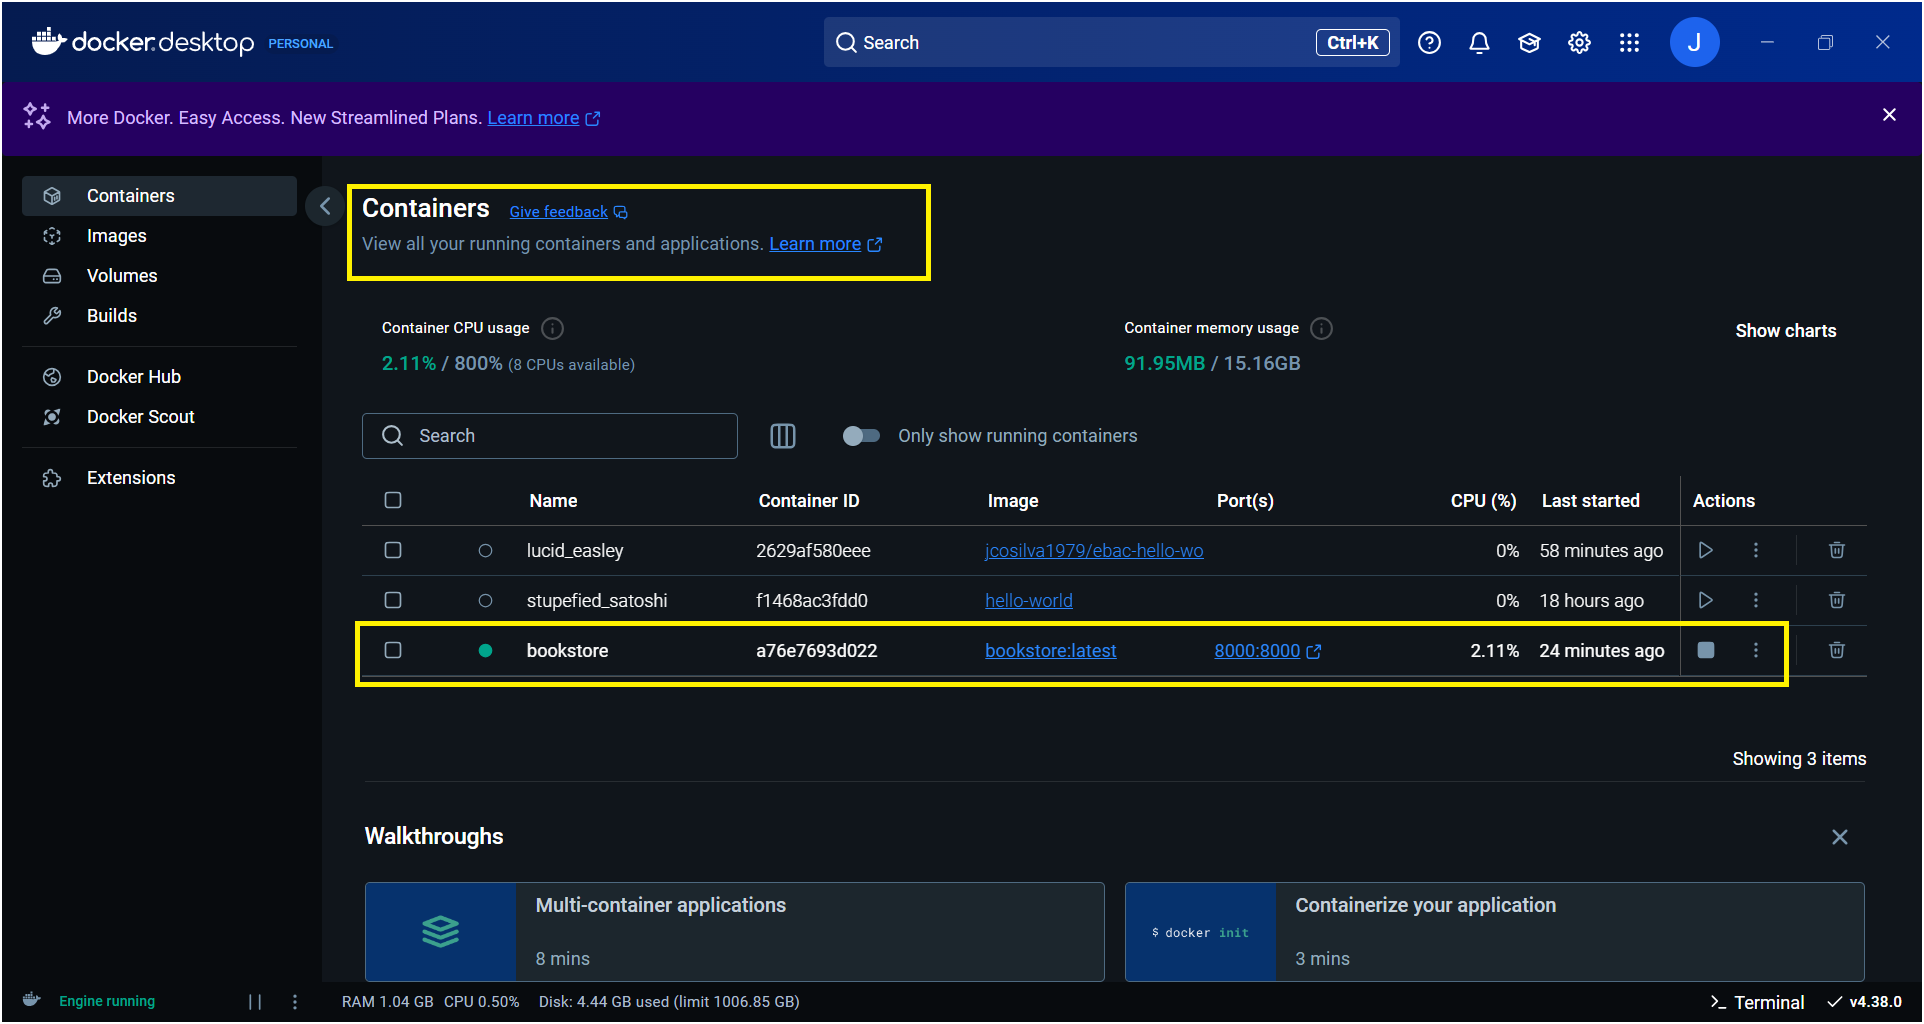 docker.desktop PERSONAL
Search Ctrl+K
J
More Docker. Easy Access. New Streamlined Plans. Learn more
Containers
Images
Volumes
Builds
Docker Hub
Docker Scout
Extensions
Containers Give feedback
View all your running containers and applications. Learn more
Container CPU usage
2.11% / 800% (8 CPUs available)
Container memory usage
91.95MB / 15.16GB
Show charts
Search
Only show running containers
Name Container ID Image Port(s) CPU (%) Last started Actions
lucid_easley 2629af580eee jcosilva1979/ebac-hello-wo 0% 58 minutes ago
stupefied_satoshi f1468ac3fdd0 hello-world 0% 18 hours ago
bookstore a76e7693d022 bookstore:latest 8000:8000 2.11% 24 minutes ago
Showing 3 items
Walkthroughs
Multi-container applications
8 mins
$ docker init
Containerize your application
3 mins
Engine running
RAM 1.04 GB CPU 0.50% Disk: 4.44 GB used (limit 1006.85 GB)
Terminal
v4.38.0